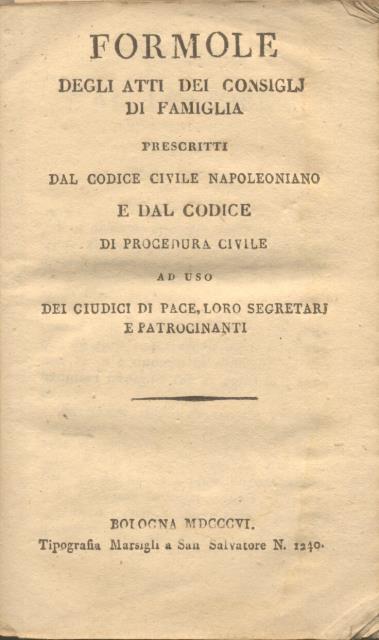 FORMOLE
DEGLI ATTI DEI CONSIGLJ
DI FAMIGLIA
PRESCRITTI
DAL CODICE CIVILE NAPOLEONIANO
E DAL CODICE
DI PROCEDURA CIVILE
AD USO
DEI GIUDICI DI PACE, LORO SEGRETARJ
E PATROCINANTI
BOLOGNA MDCCCVI.
Tipografia Marsigli a San Salvatore N. 1240.